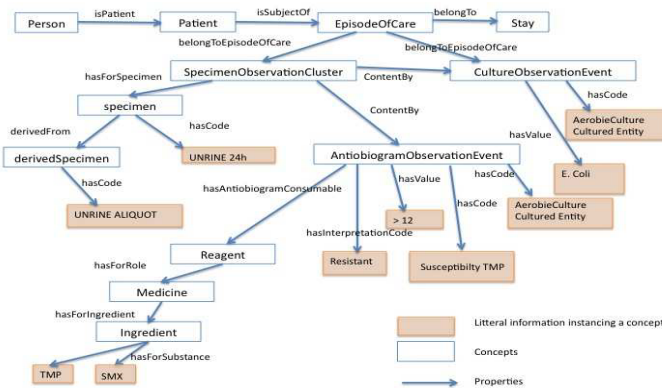 isPatient
isSubjectOf
belongTo
Person
Patient
EpisodeOfCare
Stay
belongToEpisodeOfCare
belongToEpisodeOfCare
hasForSpecimen
SpecimenObservationCluster
ContentBy
CultureObservationEvent
specimen
ContentBy
hasCode
derivedFrom
hasCode
hasValue
AerobieCulture
Cultured Entity
derivedSpecimen
UNRINE 24h
AntiobiogramObservationEvent
E. Coli
hasCode
hasAntiobiogramConsumable
hasValue
hasCode
UNRINE ALIQUOT
hasCode
AerobieCulture
Cultured Entity
> 12
hasInterpretationCode
Reagent
Resistant
Susceptibilty TMP
hasForRole
Medicine
hasForIngredient
Ingredient
hasForSubstance
TMP
SMX
Litteral information instancing a concept
Concepts
Properties